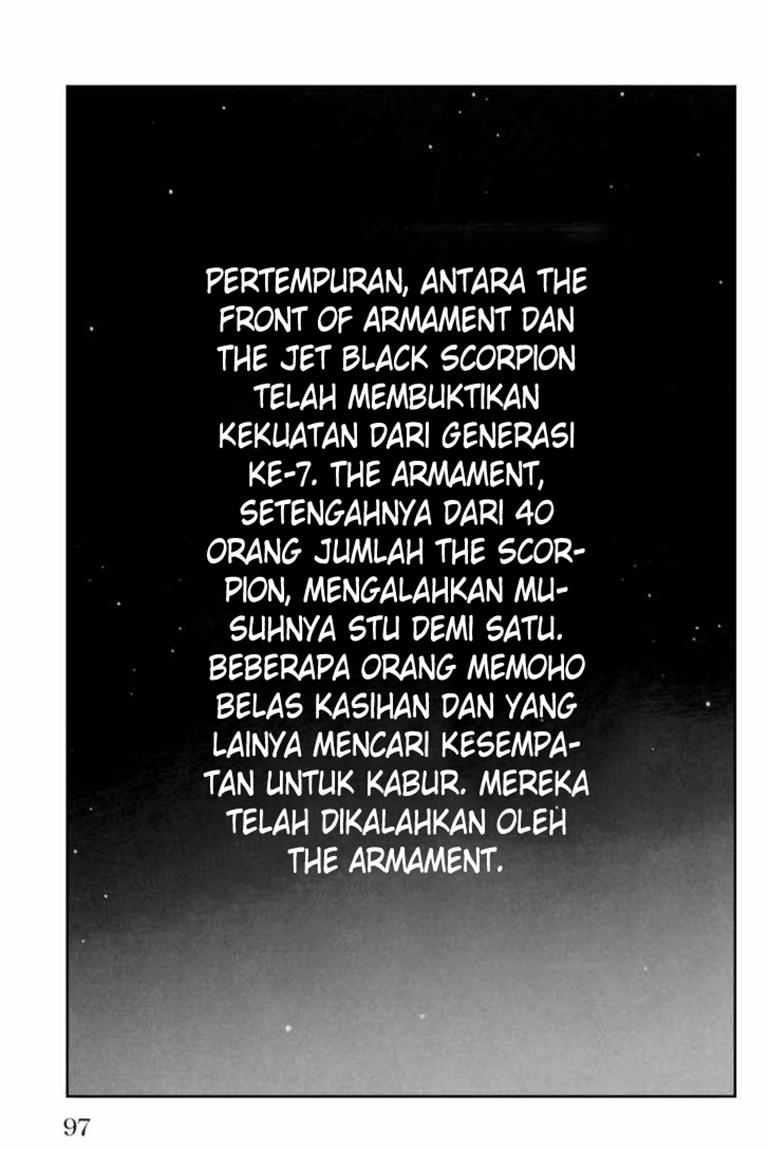 PERTEMPURAN, ANTARA THE
FRONT OF ARMAMENT DAN
THE JET BLACK SCORPION
TELAH MEMBUKTIKAN
KEKUATAN DARI GENERASI
KE-7. THE ARMAMENT,
SETENGAHNYA DARI 40
ORANG JUMLAH THE SCOR-
PION, MENGALAHKAN MU-
SUHNYA STU DEMI SATU.
BEBERAPA ORANG MEMOHO
BELAS KASIHAN DAN YANG
LAINYA MENCARI KESEMPA-
TAN UNTUK KABUR. MEREKA
TELAH DIKALAHKAN OLEH
THE ARMAMENT.
97